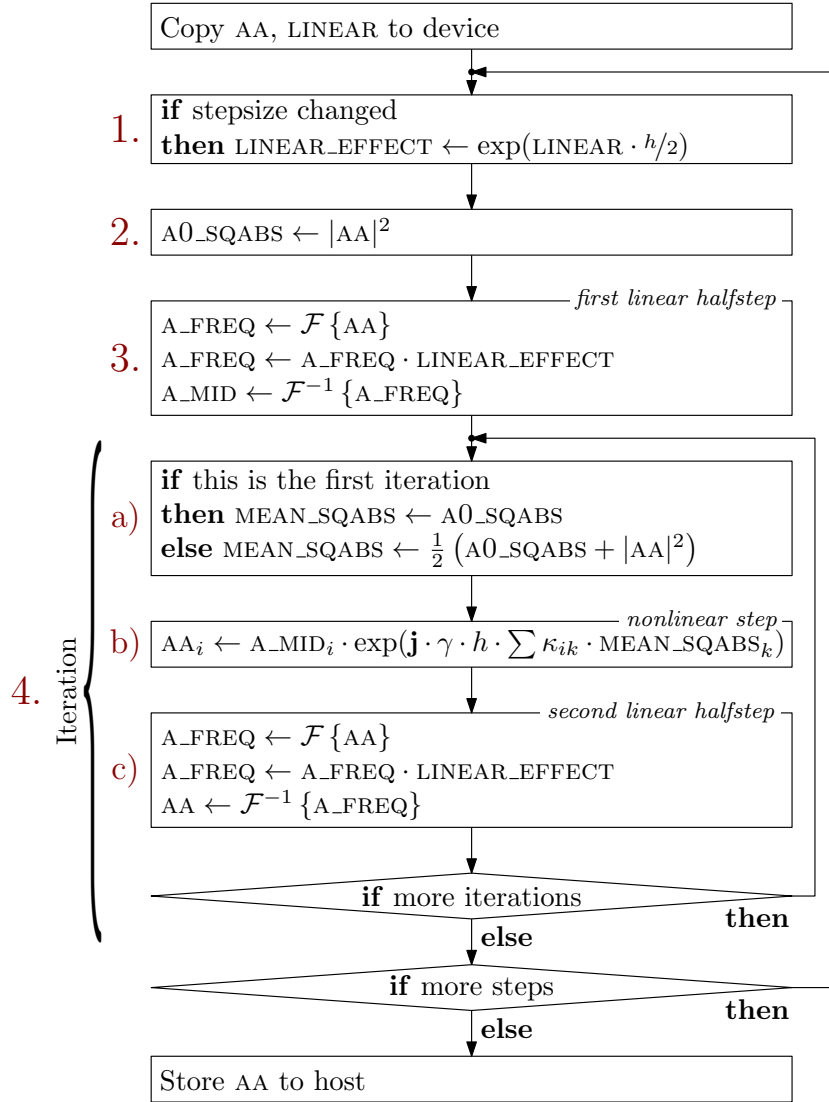 Copy AA, LINEAR to device
1.
if stepsize changed
then LINEAR_EFFECT ← exp(LINEAR · h/2)
2.
A0_SQABS ← |AA|²
first linear halfstep
3.
A_FREQ ← ℱ {AA}
A_FREQ ← A_FREQ · LINEAR_EFFECT
A_MID ← ℱ⁻¹ {A_FREQ}
4.
Iteration
a)
if this is the first iteration
then MEAN_SQABS ← A0_SQABS
else MEAN_SQABS ← ½ (A0_SQABS + |AA|²)
nonlinear step
b)
AAᵢ ← A_MIDᵢ · exp(j · γ · h · ∑ κᵢₖ · MEAN_SQABSₖ)
second linear halfstep
c)
A_FREQ ← ℱ {AA}
A_FREQ ← A_FREQ · LINEAR_EFFECT
AA ← ℱ⁻¹ {A_FREQ}
if more iterations
then
else
if more steps
then
else
Store AA to host